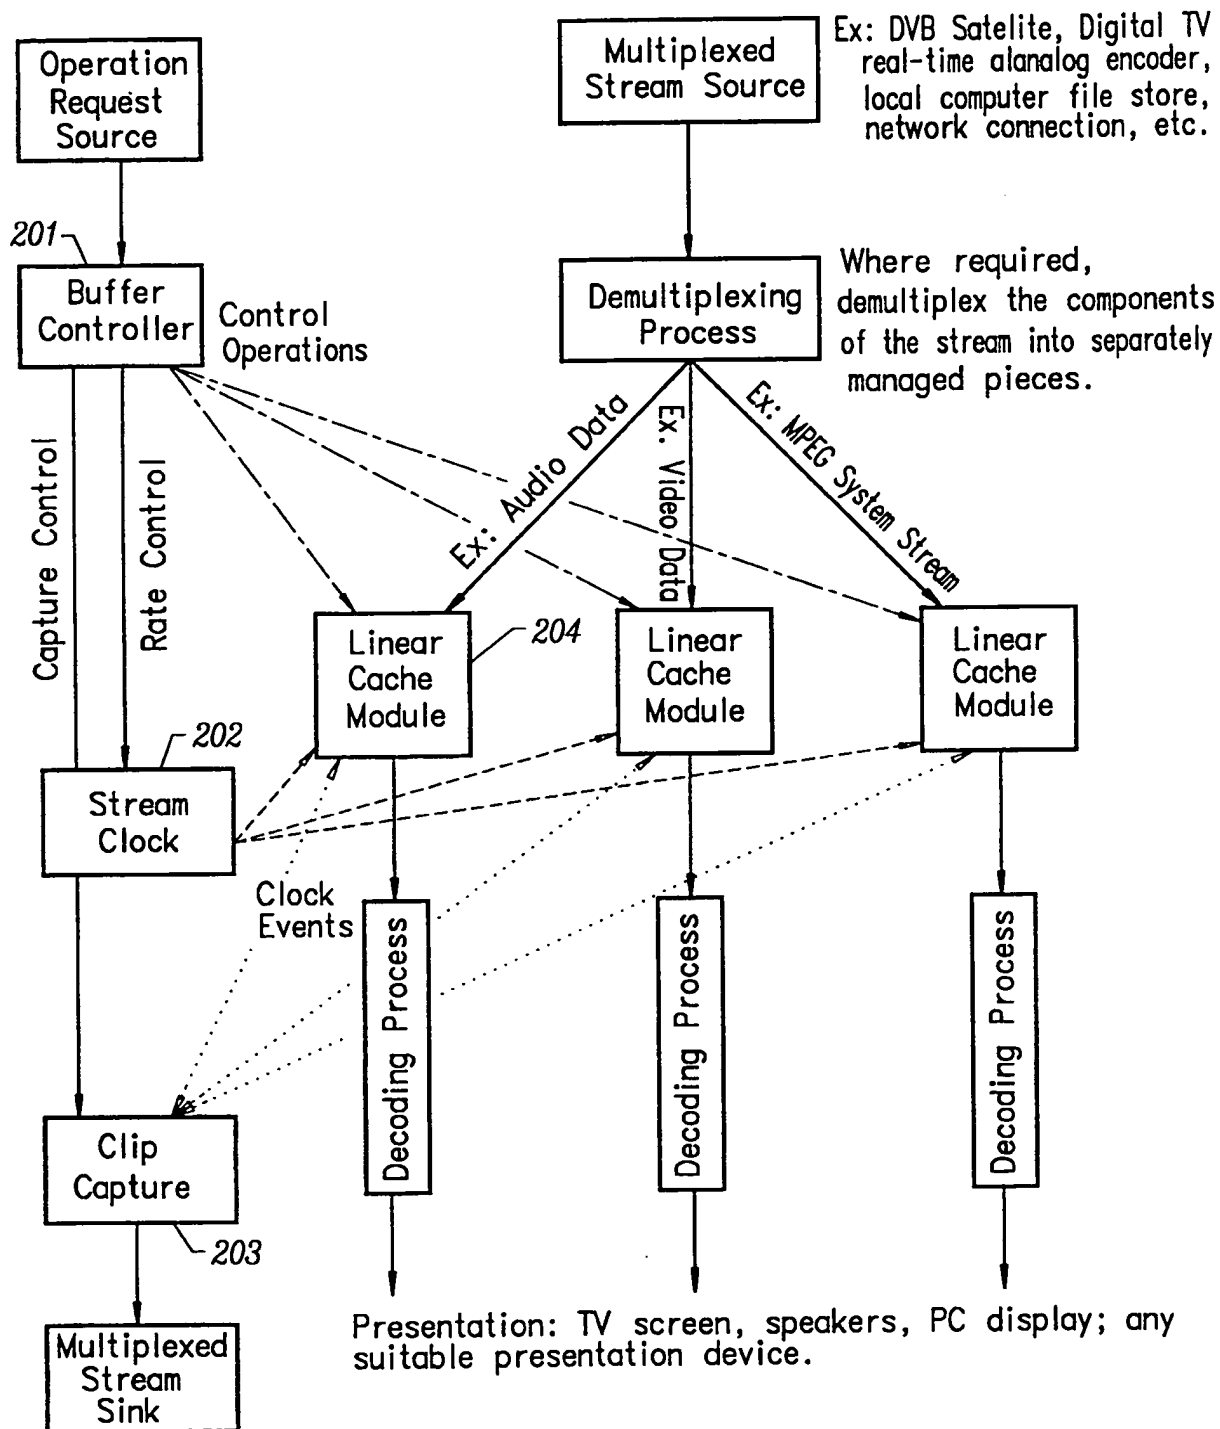 Operation
Request
Source
Multiplexed
Stream Source
Ex: DVB Satelite, Digital TV
real-time alanalog encoder,
local computer file store,
network connection, etc.
201
Buffer
Controller
Control
Operations
Demultiplexing
Process
Where required,
demultiplex the components
of the stream into separately
managed pieces.
Capture Control
Rate Control
Ex: Audio Data
Ex. Video Data
Ex: MPEG System Stream
Linear
Cache
Module
204
Linear
Cache
Module
Linear
Cache
Module
202
Stream
Clock
Clock
Events
Decoding Process
Decoding Process
Decoding Process
Clip
Capture
203
Multiplexed
Stream
Sink
Presentation: TV screen, speakers, PC display; any
suitable presentation device.